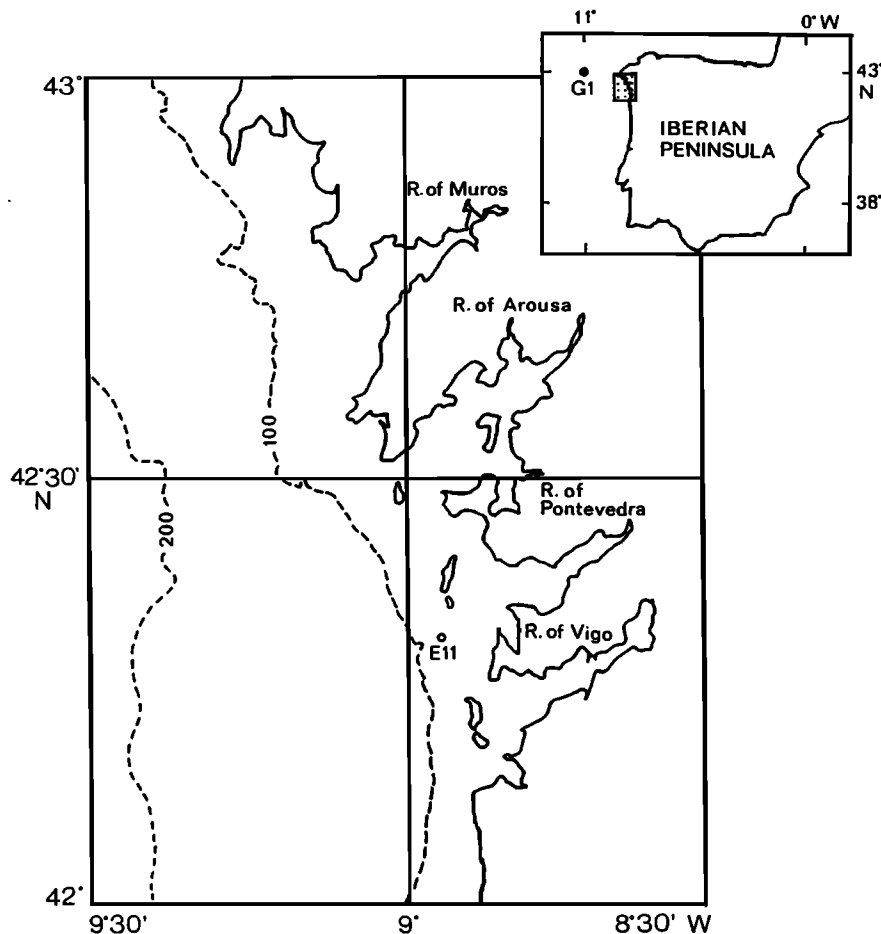 11°
0° W
43°
N
G1
IBERIAN
PENINSULA
38°
43°
R. of Muros
R. of Arousa
100
42°30'
N
R. of
Pontevedra
200
R. of Vigo
E11
42°
9°30'
9°
8°30' W